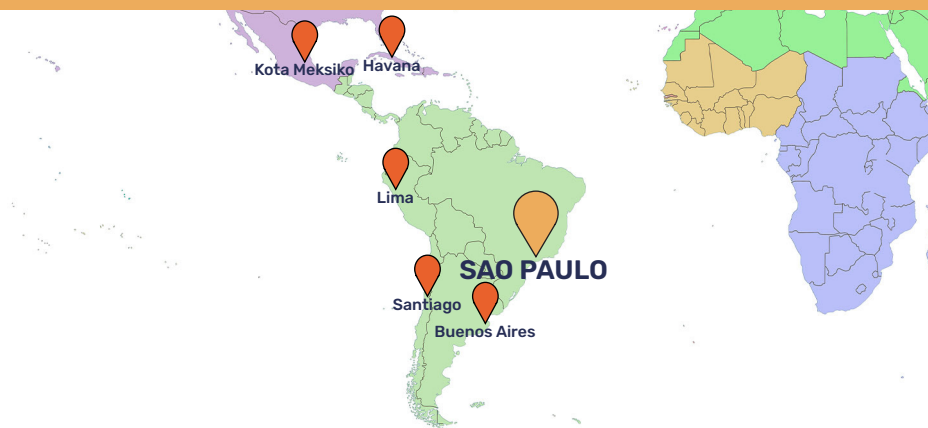 Kota Meksiko
Havana
Lima
SAO PAULO
Santiago
Buenos Aires